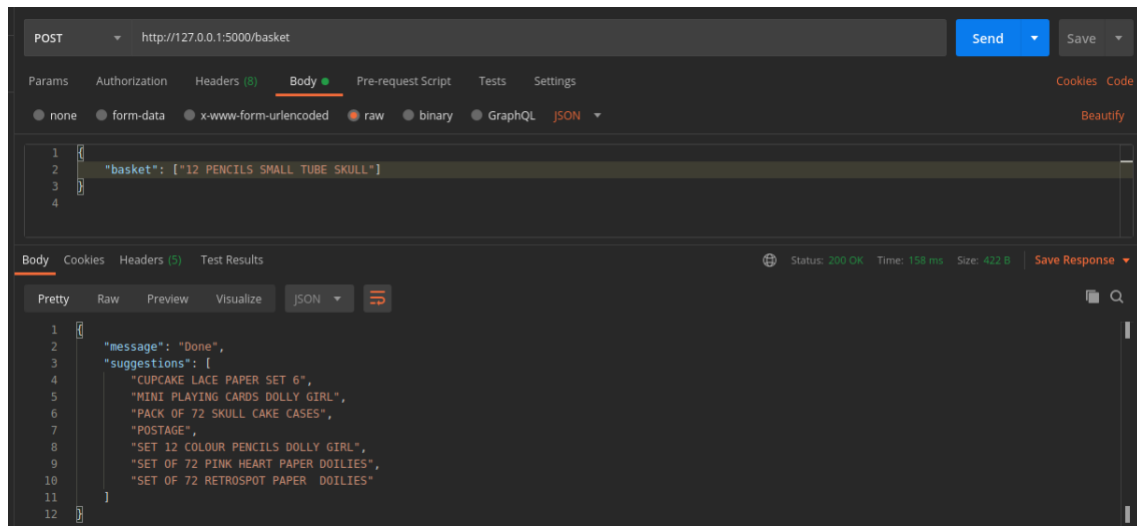 POST http://127.0.0.1:5000/basket Send Save
Params Authorization Headers (8) Body Pre-request Script Tests Settings Cookies Code
none form-data x-www-form-urlencoded raw binary GraphQL JSON Beautify
1 {
2 "basket": ["12 PENCILS SMALL TUBE SKULL"]
3 }
4
Body Cookies Headers (5) Test Results Status: 200 OK Time: 158 ms Size: 422 B Save Response
Pretty Raw Preview Visualize JSON
1 {
2 "message": "Done",
3 "suggestions": [
4 "CUPCAKE LACE PAPER SET 6",
5 "MINI PLAYING CARDS DOLLY GIRL",
6 "PACK OF 72 SKULL CAKE CASES",
7 "POSTAGE",
8 "SET 12 COLOUR PENCILS DOLLY GIRL",
9 "SET OF 72 PINK HEART PAPER DOILIES",
10 "SET OF 72 RETROSPOT PAPER  DOILIES"
11 ]
12 }